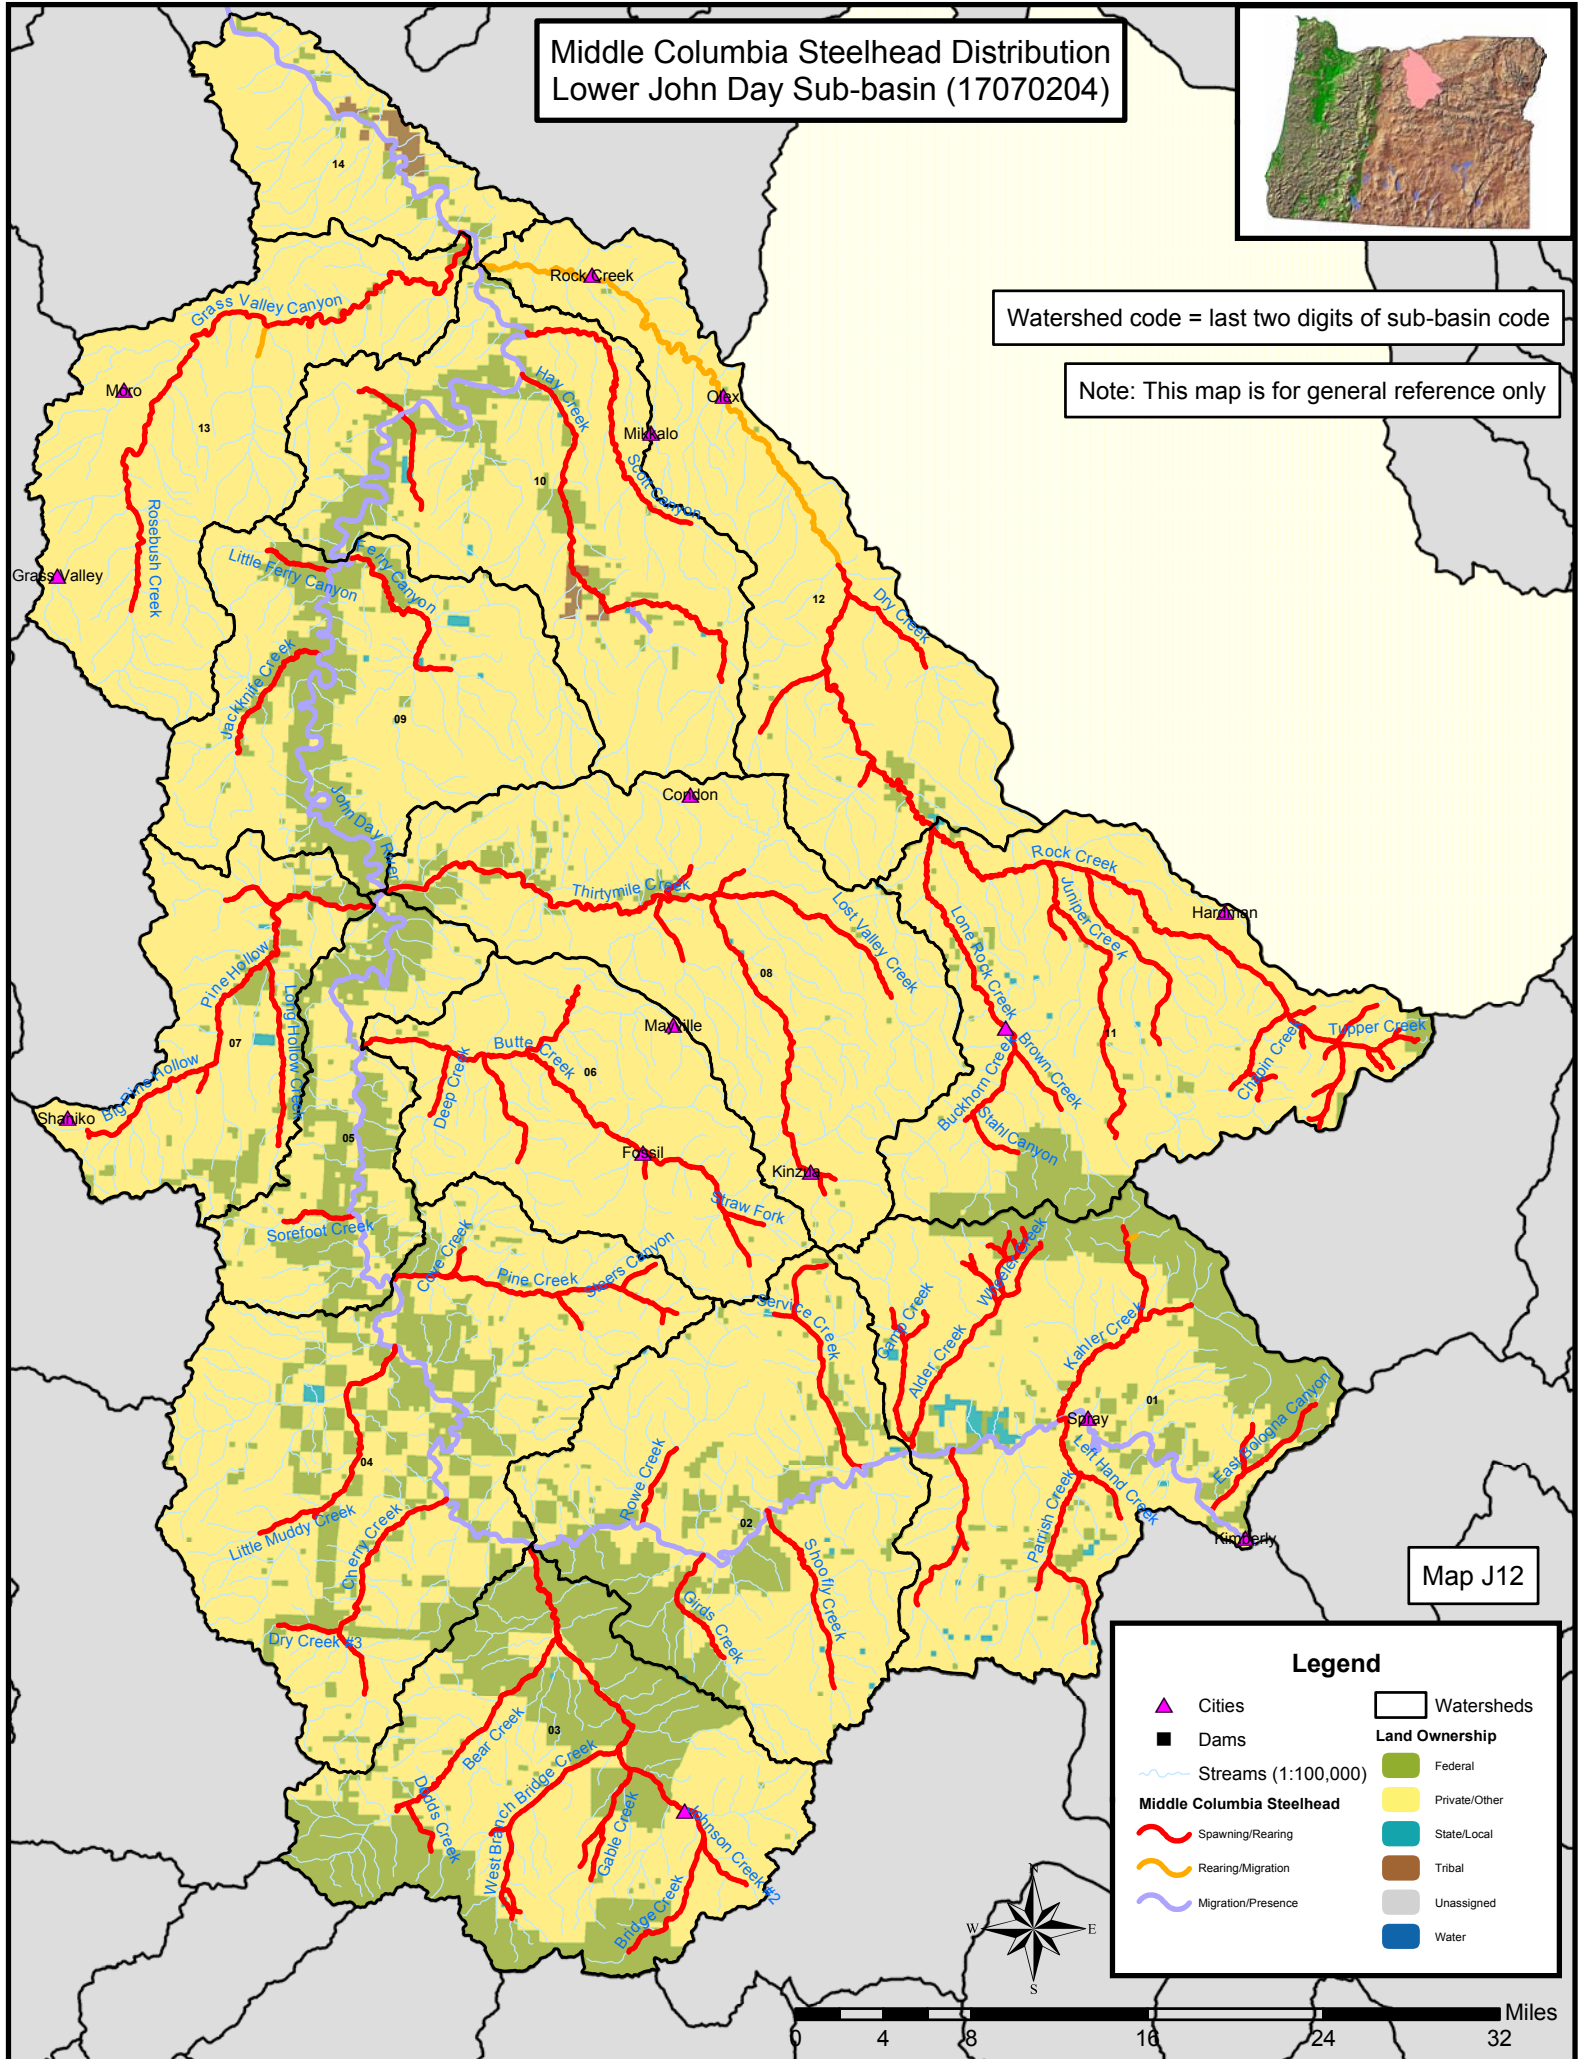 Middle Columbia Steelhead Distribution
Lower John Day Sub-basin (17070204)
Watershed code = last two digits of sub-basin code
Note: This map is for general reference only
14
Rock Creek
Grass Valley Canyon
Moro
Hay Creek
Olex
13
Mikkalo
10
Scott Canyon
Rosebush Creek
Grass Valley
Little Ferry Canyon
Ferry Canyon
12
Dry Creek
Jackknife Creek
09
John Day River
Condon
Rock Creek
Thirtymile Creek
Juniper Creek
Lost Valley Creek
Hardman
Lone Rock Creek
Pine Hollow
08
Long Hollow Creek
Mayville
07
Butte Creek
Brown Creek
11
Tupper Creek
Chapin Creek
Big Pine Hollow
Deep Creek
06
Buckhorn Creek
Shaniko
05
Stahl Canyon
Fossil
Kinzua
Straw Fork
Sorefoot Creek
Cove Creek
Pine Creek
Steers Canyon
Wheeler Creek
Service Creek
Camp Creek
Alder Creek
Kahler Creek
01
Spray
East Bologna Canyon
04
Left Hand Creek
Rowe Creek
Parrish Creek
Little Muddy Creek
Cherry Creek
02
Shoofly Creek
Kimberly
Girds Creek
Dry Creek #3
Map J12
Bear Creek
03
West Branch Bridge Creek
Dodds Creek
Gable Creek
Johnson Creek #2
Bridge Creek
Legend
Cities
Dams
Streams (1:100,000)
Middle Columbia Steelhead
Spawning/Rearing
Rearing/Migration
Migration/Presence
Watersheds
Land Ownership
Federal
Private/Other
State/Local
Tribal
Unassigned
Water
N
W
E
S
Miles
0
4
8
16
24
32